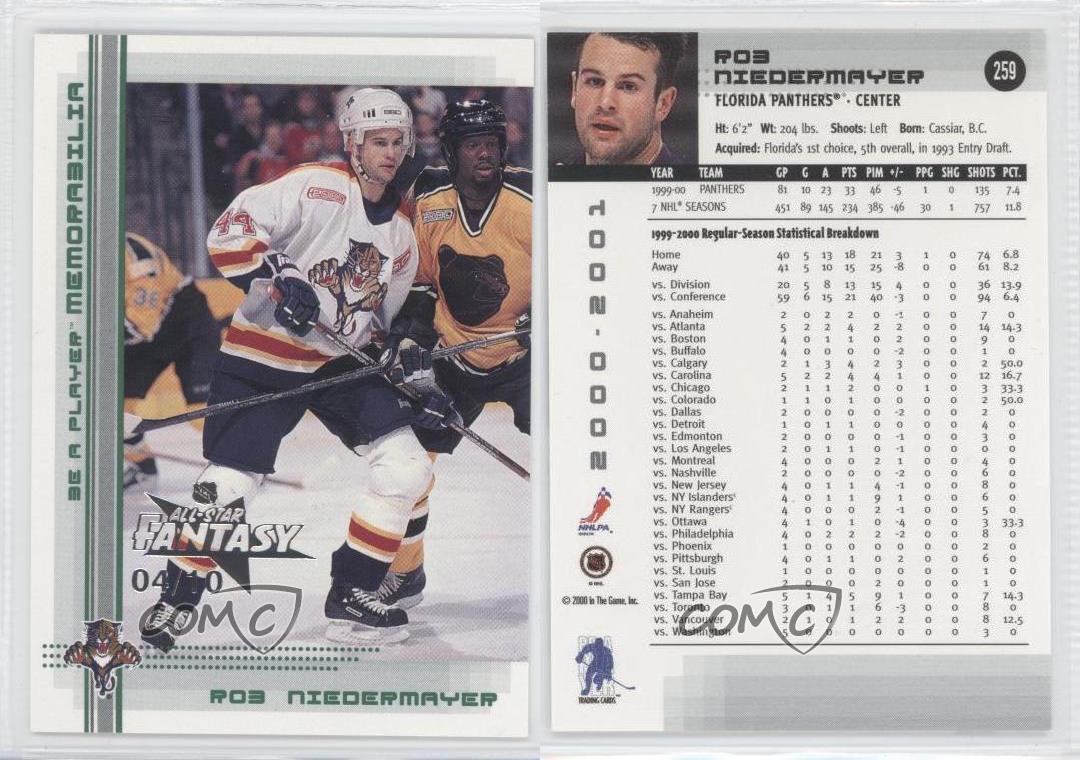 BE A PLAYER™ MEMORABILIA
44
36
NHL
ALL-STAR
FANTASY
04/10
COMC
ROB NIEDERMAYER
ROB
NIEDERMAYER
259
FLORIDA PANTHERS® · CENTER
Ht: 6'2" Wt: 204 lbs. Shoots: Left Born: Cassiar, B.C.
Acquired: Florida's 1st choice, 5th overall, in 1993 Entry Draft.
YEAR TEAM GP G A PTS PIM +/- PPG SHG SHOTS PCT.
1999-00 PANTHERS 81 10 23 33 46 -5 1 0 135 7.4
7 NHL® SEASONS 451 89 145 234 385 -46 30 1 757 11.8
1999-2000 Regular-Season Statistical Breakdown
Home 40 5 13 18 21 3 1 0 74 6.8
Away 41 5 10 15 25 -8 0 0 61 8.2
vs. Division 20 5 8 13 15 4 0 0 36 13.9
vs. Conference 59 6 15 21 40 -3 0 0 94 6.4
vs. Anaheim 2 0 2 2 0 -1 0 0 7 0
vs. Atlanta 5 2 2 4 2 2 0 0 14 14.3
vs. Boston 4 0 1 1 0 2 0 0 9 0
vs. Buffalo 4 0 0 0 0 -2 0 0 1 0
vs. Calgary 2 1 3 4 2 3 0 0 2 50.0
vs. Carolina 5 2 2 4 4 1 0 0 12 16.7
vs. Chicago 2 1 1 2 0 0 1 0 3 33.3
vs. Colorado 1 1 0 1 0 0 0 0 2 50.0
vs. Dallas 2 0 0 0 0 -2 0 0 2 0
vs. Detroit 1 0 1 1 0 0 0 0 4 0
vs. Edmonton 2 0 0 0 0 -1 0 0 3 0
vs. Los Angeles 2 0 1 1 0 -1 0 0 0 0
vs. Montreal 4 0 0 0 2 1 0 0 4 0
vs. Nashville 2 0 0 0 0 -2 0 0 6 0
vs. New Jersey 4 0 1 1 4 -1 0 0 8 0
vs. NY Islanders 4 0 1 1 9 1 0 0 6 0
vs. NY Rangers 4 0 0 0 2 -1 0 0 5 0
vs. Ottawa 4 1 0 1 0 -4 0 0 3 33.3
vs. Philadelphia 4 0 2 2 2 -2 0 0 8 0
vs. Phoenix 1 0 0 0 0 0 0 0 2 0
vs. Pittsburgh 4 0 1 1 0 2 0 0 6 0
vs. St. Louis 1 0 0 0 0 0 0 0 1 0
vs. San Jose 2 0 0 0 2 0 0 0 1 0
vs. Tampa Bay 5 1 5 9 1 0 0 7 14.3
vs. Toronto 3 0 1 1 6 -3 0 0 8 0
vs. Vancouver 1 1 2 2 0 0 8 12.5
vs. Washington 5 0 0 3 0
COMC
2000-2001
NHLPA
© NHL
© 2000 In The Game, Inc.
BE A
PLAYER
TRADING CARDS